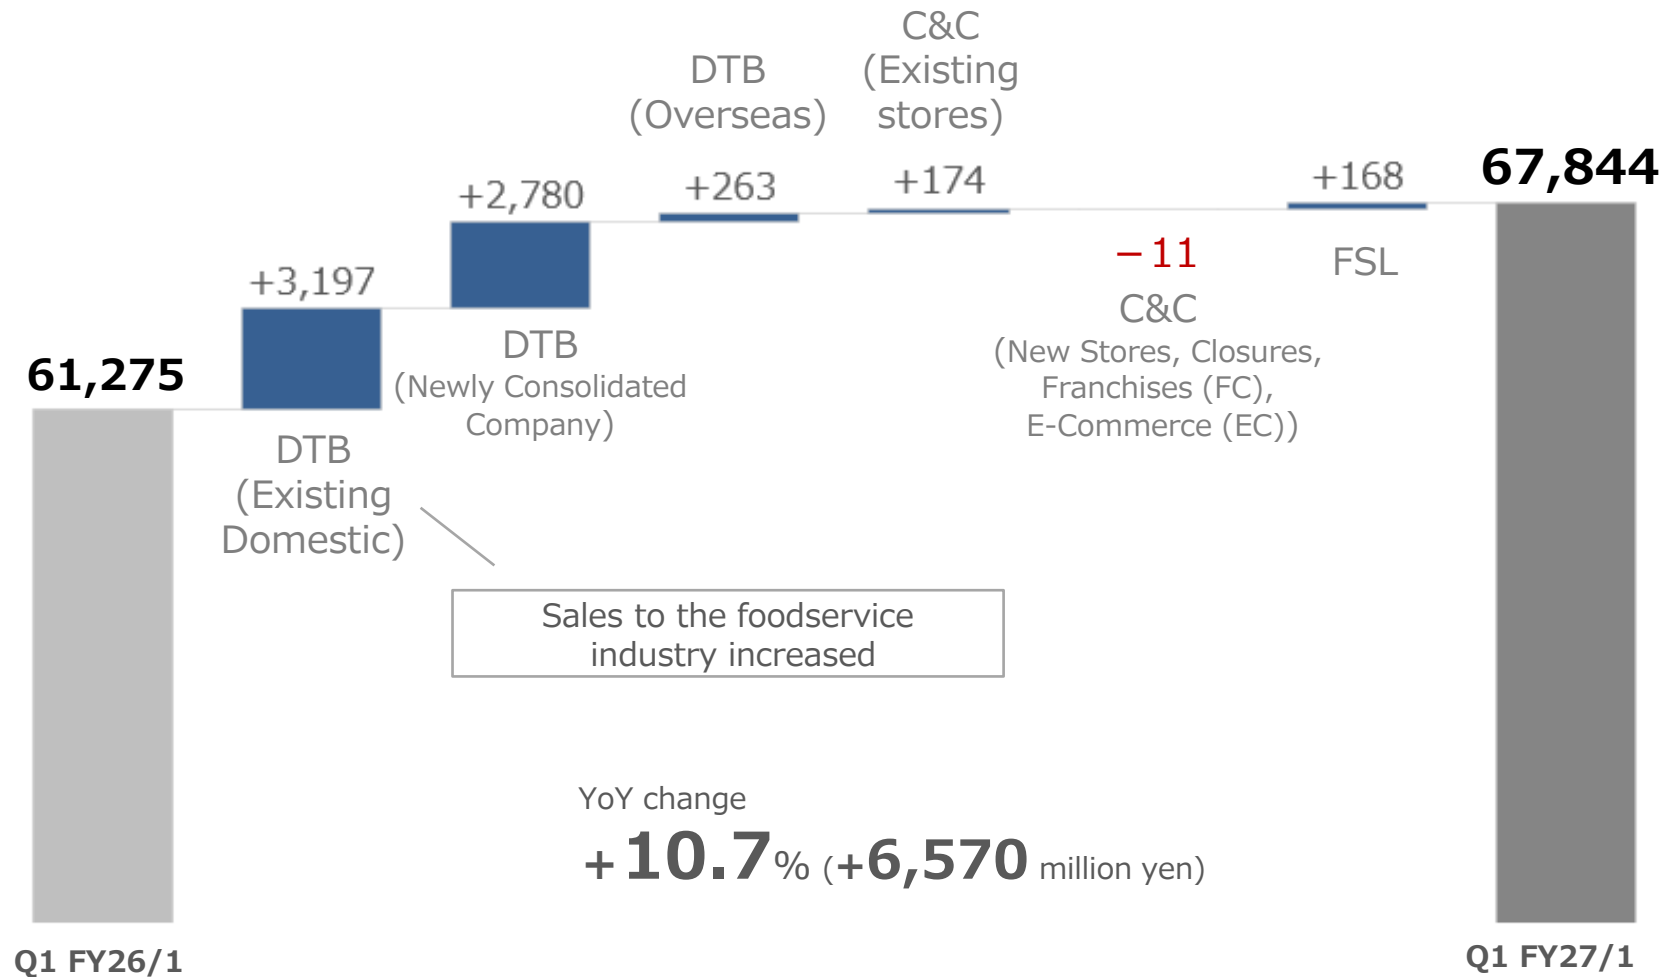 61,275
Q1 FY26/1
+3,197
DTB
(Existing
Domestic)
+2,780
DTB
(Newly Consolidated
Company)
DTB
(Overseas)
+263
C&C
(Existing
stores)
+174
−11
C&C
(New Stores, Closures,
Franchises (FC),
E-Commerce (EC))
+168
FSL
67,844
Q1 FY27/1
Sales to the foodservice
industry increased
YoY change
+10.7% (+6,570 million yen)